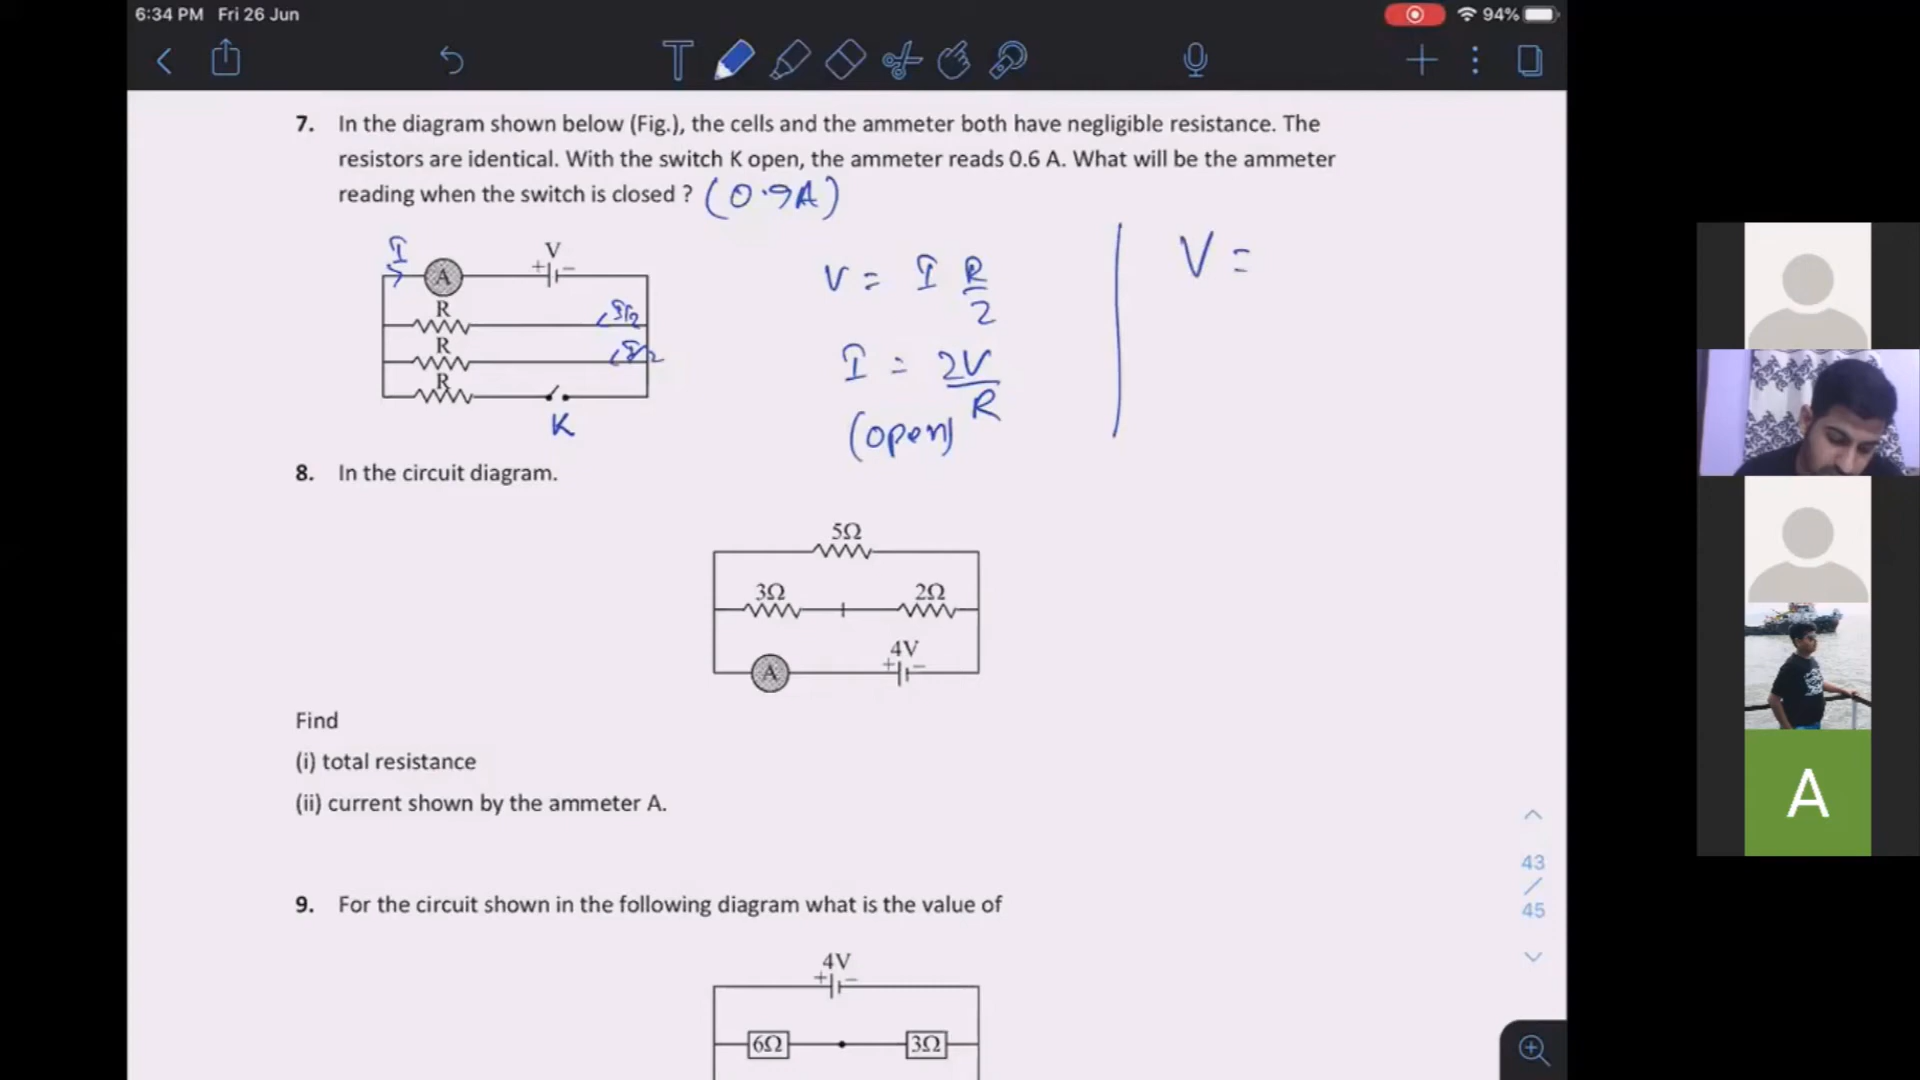 6:34 PM Fri 26 Jun
94%
7. In the diagram shown below (Fig.), the cells and the ammeter both have negligible resistance. The
resistors are identical. With the switch K open, the ammeter reads 0.6 A. What will be the ammeter
reading when the switch is closed ? (0.9A)
I
V
+ −
A
R
I/2
R
I/2
R
K
V = I R/2
I = 2V/R
(open)
V =
8. In the circuit diagram.
5Ω
3Ω 2Ω
4V
+ −
A
Find
(i) total resistance
(ii) current shown by the ammeter A.
9. For the circuit shown in the following diagram what is the value of
4V
+ −
6Ω 3Ω
43
/
45
A